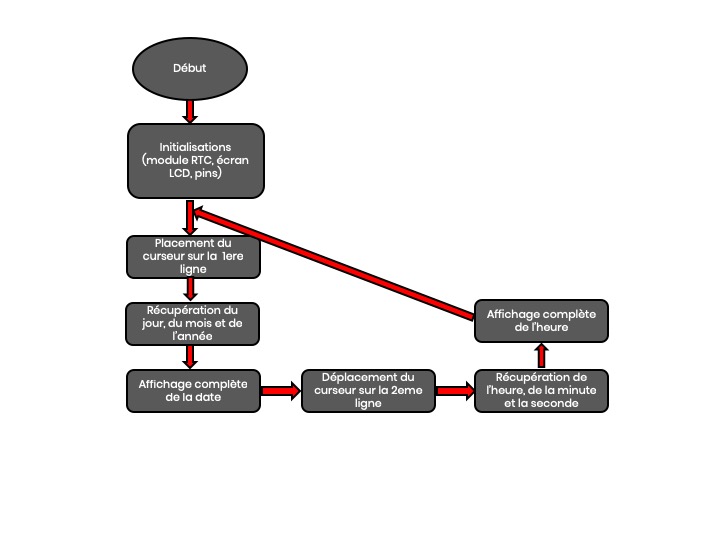 Début
Initialisations
(module RTC, écran
LCD, pins)
Placement du
curseur sur la 1ere
ligne
Récupération du
jour, du mois et de
l'année
Affichage complète
de la date
Déplacement du
curseur sur la 2eme
ligne
Récupération de
l'heure, de la minute
et la seconde
Affichage complète
de l'heure